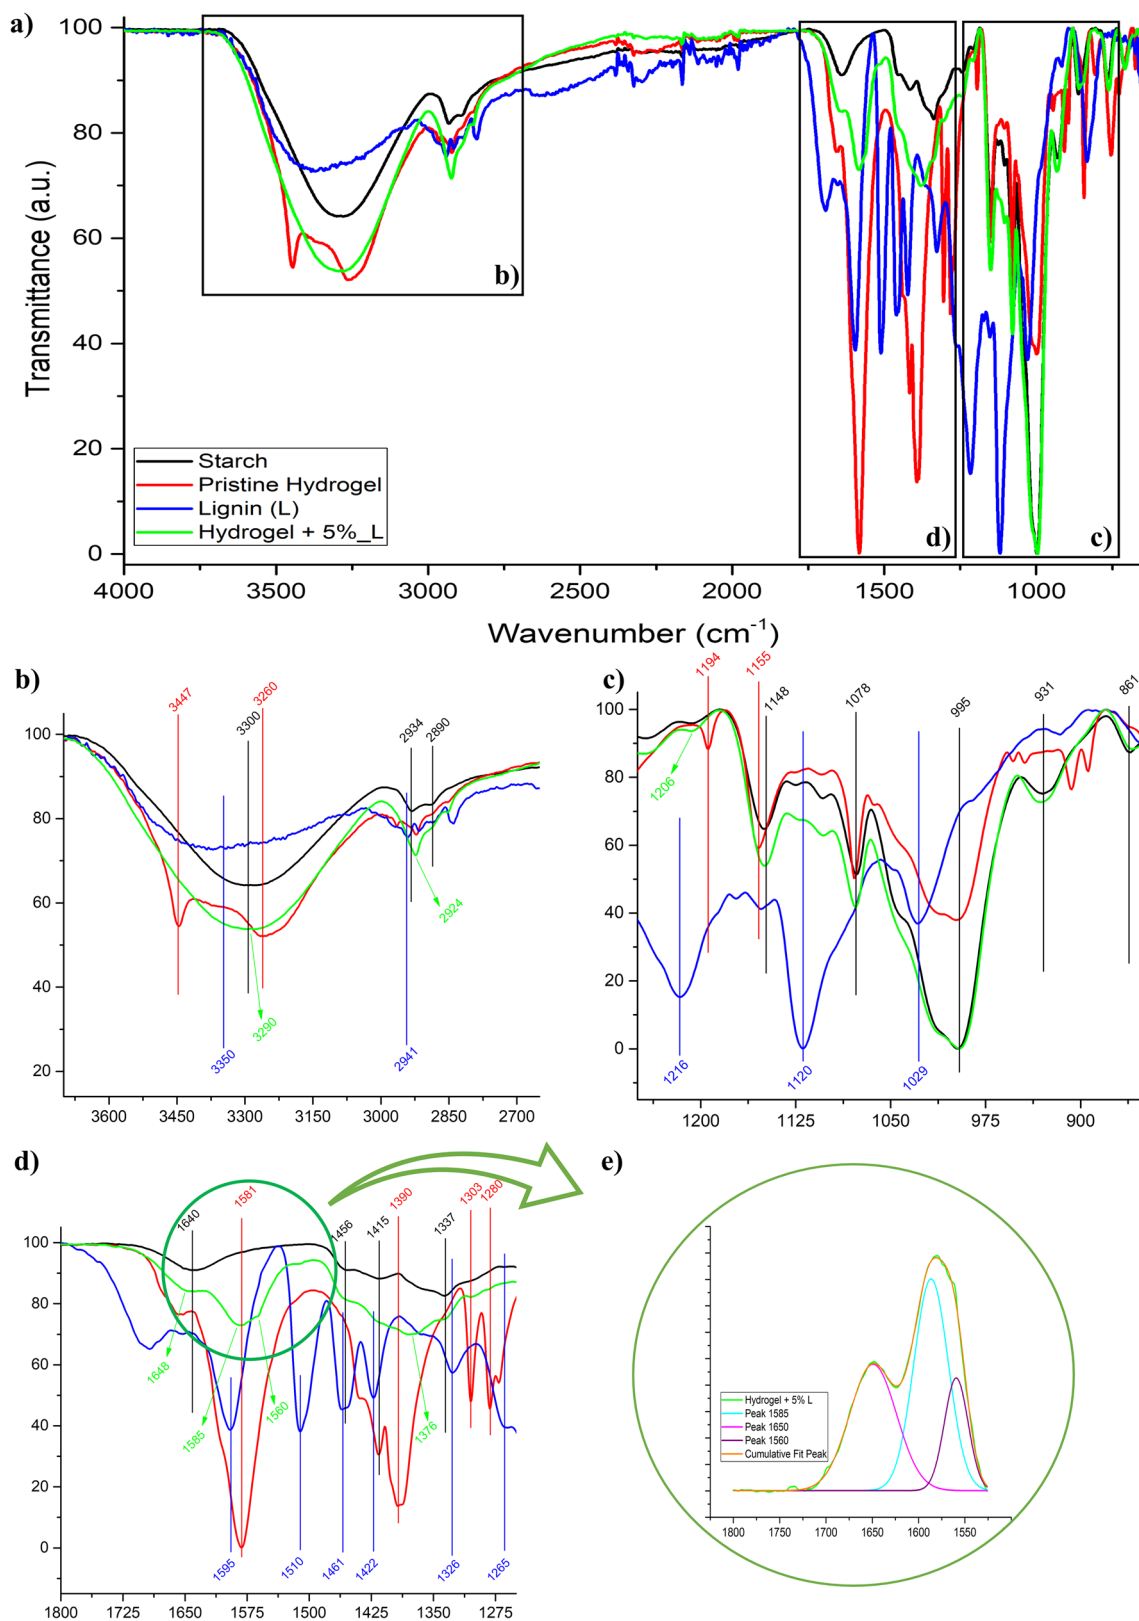 a)
100
80
60
40
20
0
Transmittance (a.u.)
b)
d)
c)
Starch
Pristine Hydrogel
Lignin (L)
Hydrogel + 5%_L
4000 3500 3000 2500 2000 1500 1000
Wavenumber (cm⁻¹)
b)
3447
3260
3300
2934
2890
100
80
60
40
20
2924
3290
3350
2941
3600 3450 3300 3150 3000 2850 2700
c)
1194
1155
1148
1078
995
931
861
100
80
60
40
20
0
1206
1216
1120
1029
1200 1125 1050 975 900
d)
1640
1581
1456
1415
1390
1337
1303
1280
100
80
60
40
20
0
1648
1585
1560
1376
1595
1510
1461
1422
1326
1265
1800 1725 1650 1575 1500 1425 1350 1275
e)
Hydrogel + 5% L
Peak 1585
Peak 1650
Peak 1560
Cumulative Fit Peak
1800 1750 1700 1650 1600 1550